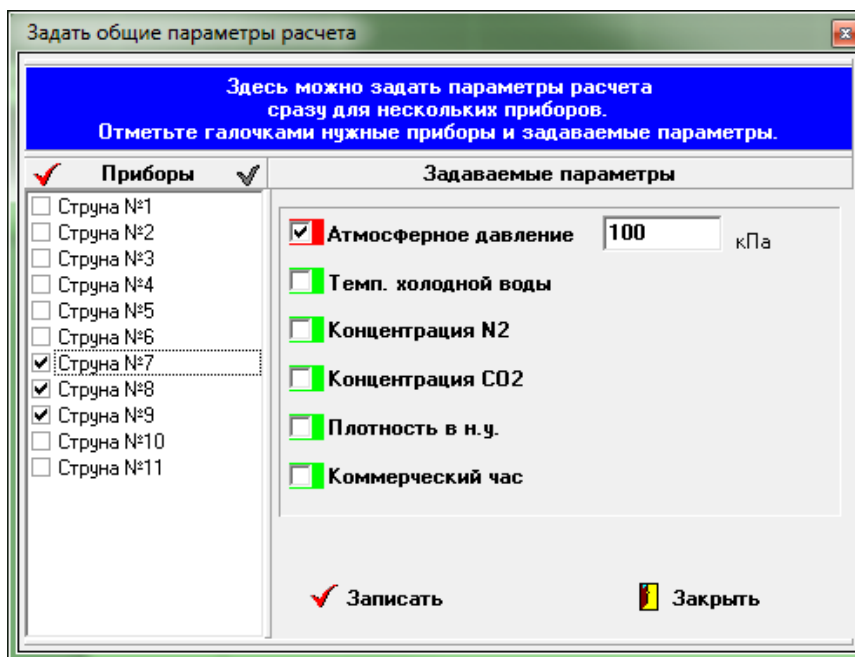 Задать общие параметры расчета
Здесь можно задать параметры расчета
сразу для нескольких приборов.
Отметьте галочками нужные приборы и задаваемые параметры.
Приборы
Задаваемые параметры
Струна №1
Струна №2
Струна №3
Струна №4
Струна №5
Струна №6
Струна №7
Струна №8
Струна №9
Струна №10
Струна №11
Атмосферное давление 100 кПа
Темп. холодной воды
Концентрация N2
Концентрация CO2
Плотность в н.у.
Коммерческий час
Записать
Закрыть